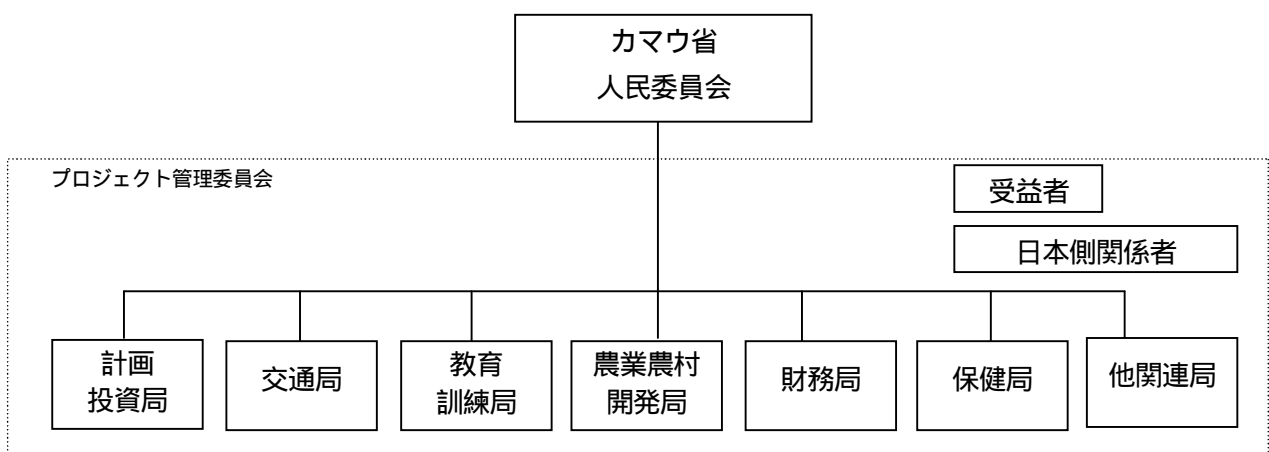 カマウ省
人民委員会
プロジェクト管理委員会
受益者
日本側関係者
計画
投資局
交通局
教育
訓練局
農業農村
開発局
財務局
保健局
他関連局